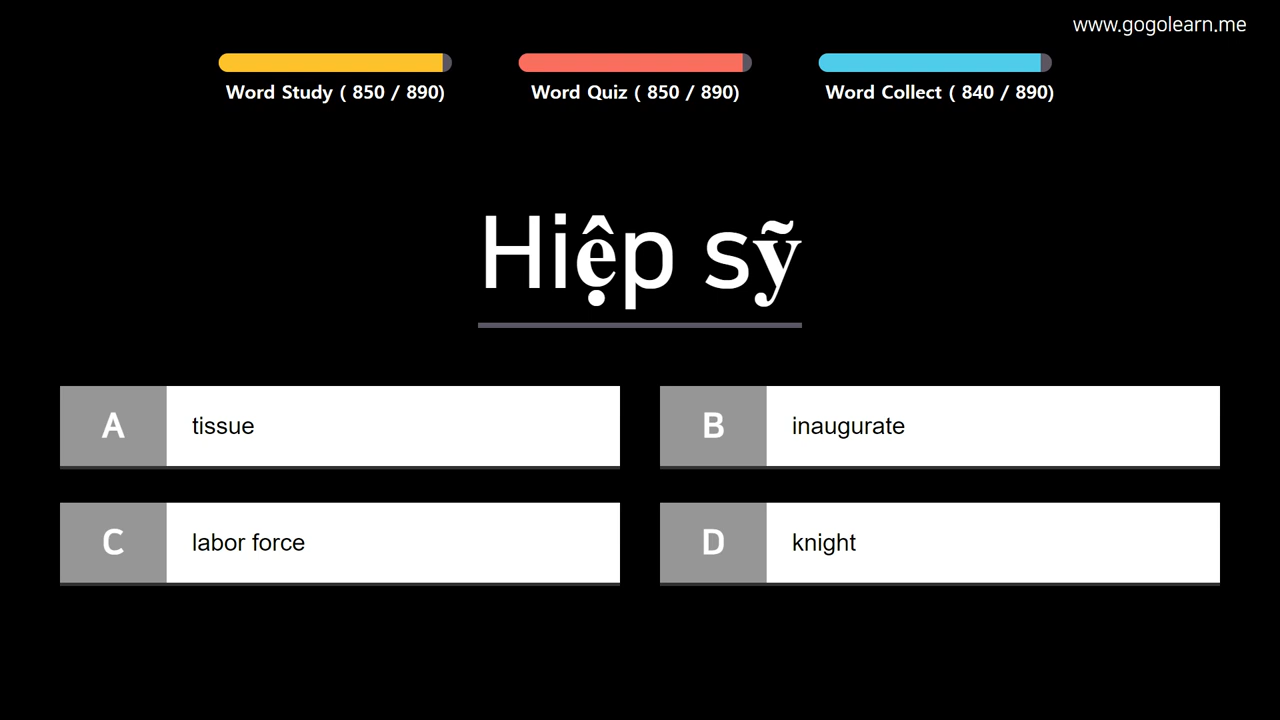 www.gogolearn.me
Word Study ( 850 / 890)
Word Quiz ( 850 / 890)
Word Collect ( 840 / 890)
Hiệp sỹ
A tissue
B inaugurate
C labor force
D knight